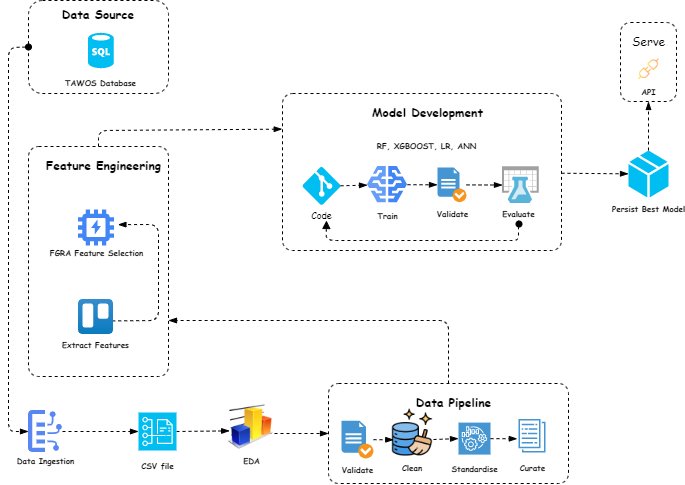 Data Source
SQL
TAWOS Database
Serve
API
Model Development
RF, XGBOOST, LR, ANN
Code
Train
Validate
Evaluate
Persist Best Model
Feature Engineering
FGRA Feature Selection
Extract Features
Data Ingestion
CSV file
EDA
Data Pipeline
Validate
Clean
Standardise
Curate